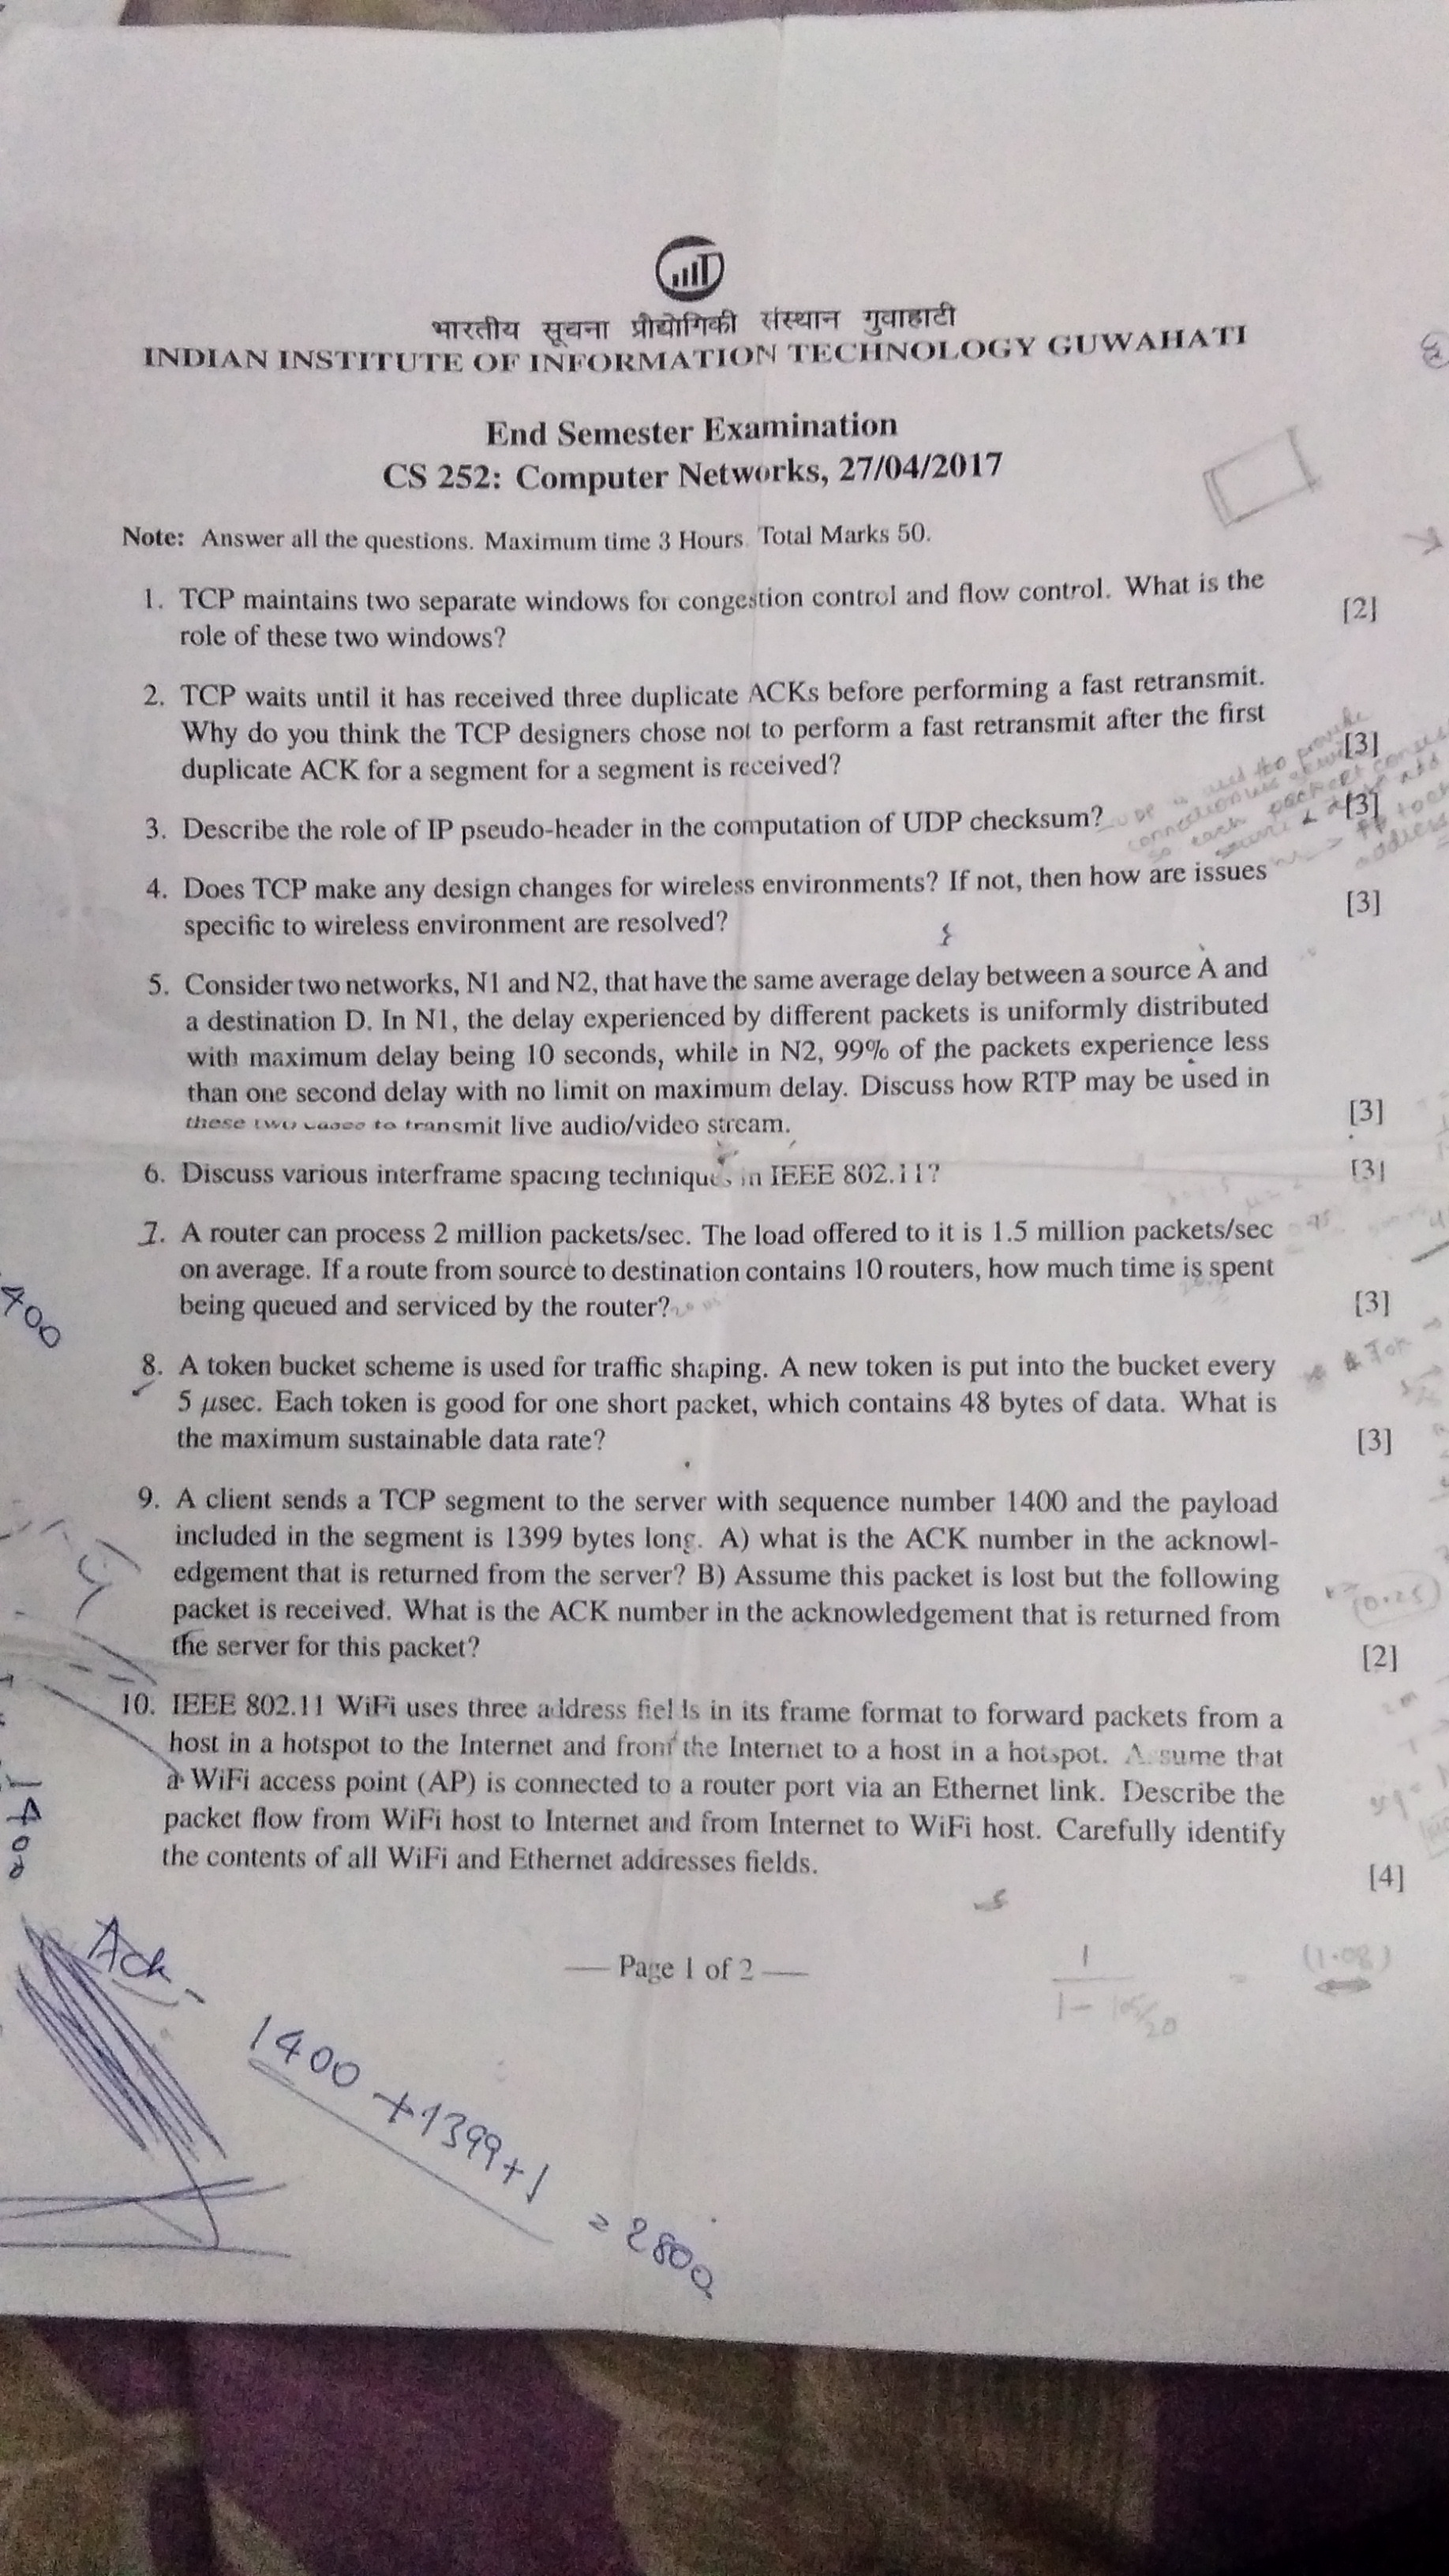 भारतीय सूचना प्रौद्योगिकी संस्थान गुवाहाटी
INDIAN INSTITUTE OF INFORMATION TECHNOLOGY GUWAHATI
End Semester Examination
CS 252: Computer Networks, 27/04/2017
Note: Answer all the questions. Maximum time 3 Hours. Total Marks 50.
1. TCP maintains two separate windows for congestion control and flow control. What is the
role of these two windows? [2]
2. TCP waits until it has received three duplicate ACKs before performing a fast retransmit.
Why do you think the TCP designers chose not to perform a fast retransmit after the first
duplicate ACK for a segment for a segment is received? [3]
3. Describe the role of IP pseudo-header in the computation of UDP checksum? [3]
4. Does TCP make any design changes for wireless environments? If not, then how are issues
specific to wireless environment are resolved? [3]
5. Consider two networks, N1 and N2, that have the same average delay between a source A and
a destination D. In N1, the delay experienced by different packets is uniformly distributed
with maximum delay being 10 seconds, while in N2, 99% of the packets experience less
than one second delay with no limit on maximum delay. Discuss how RTP may be used in
these two cases to transmit live audio/video stream. [3]
6. Discuss various interframe spacing techniques in IEEE 802.11? [3]
7. A router can process 2 million packets/sec. The load offered to it is 1.5 million packets/sec
on average. If a route from source to destination contains 10 routers, how much time is spent
being queued and serviced by the router? [3]
8. A token bucket scheme is used for traffic shaping. A new token is put into the bucket every
5 μsec. Each token is good for one short packet, which contains 48 bytes of data. What is
the maximum sustainable data rate? [3]
9. A client sends a TCP segment to the server with sequence number 1400 and the payload
included in the segment is 1399 bytes long. A) what is the ACK number in the acknowl-
edgement that is returned from the server? B) Assume this packet is lost but the following
packet is received. What is the ACK number in the acknowledgement that is returned from
the server for this packet? [2]
10. IEEE 802.11 WiFi uses three address fields in its frame format to forward packets from a
host in a hotspot to the Internet and from the Internet to a host in a hotspot. Assume that
a WiFi access point (AP) is connected to a router port via an Ethernet link. Describe the
packet flow from WiFi host to Internet and from Internet to WiFi host. Carefully identify
the contents of all WiFi and Ethernet addresses fields. [4]
— Page 1 of 2 —
400
Ack
1400 +1399+1
= 2800
(1.08)